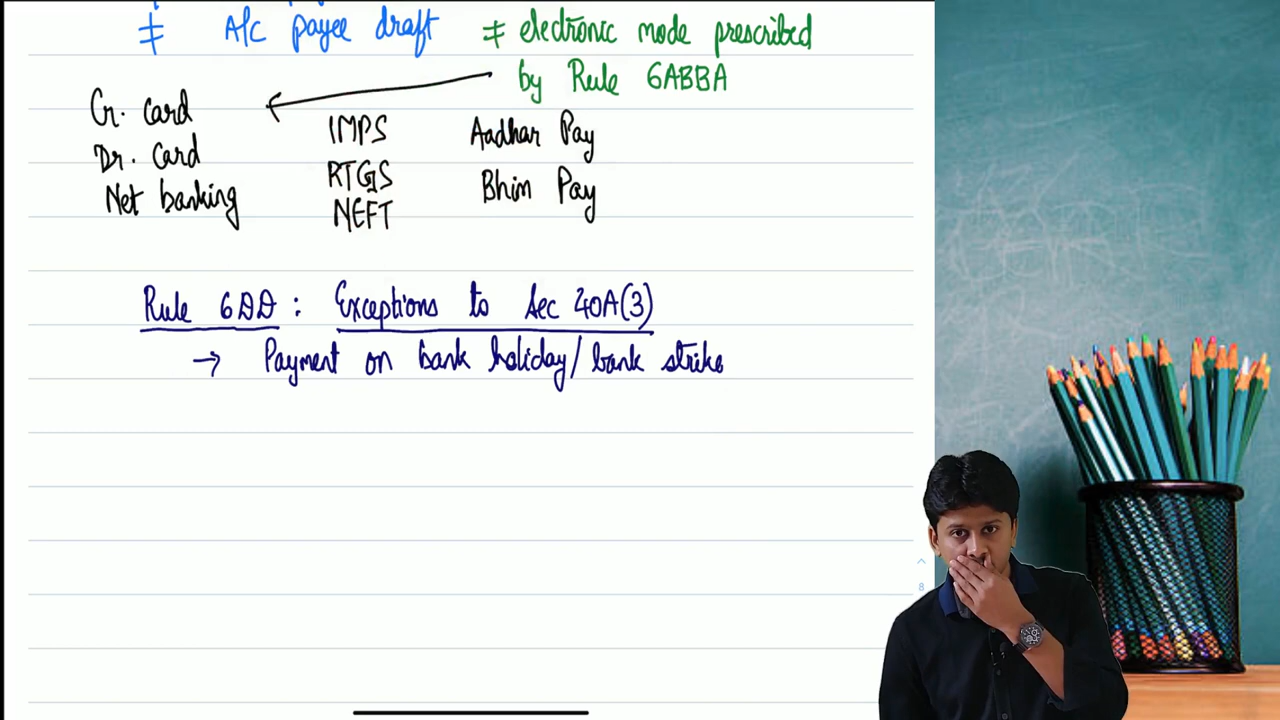 ≠ A/C payee draft ≠ electronic mode prescribed
by Rule 6ABBA
Cr. card IMPS Aadhar Pay
Dr. Card RTGS Bhim Pay
Net banking NEFT
Rule 6DD : Exceptions to Sec 40A(3)
→ Payment on bank holiday/bank strike
8